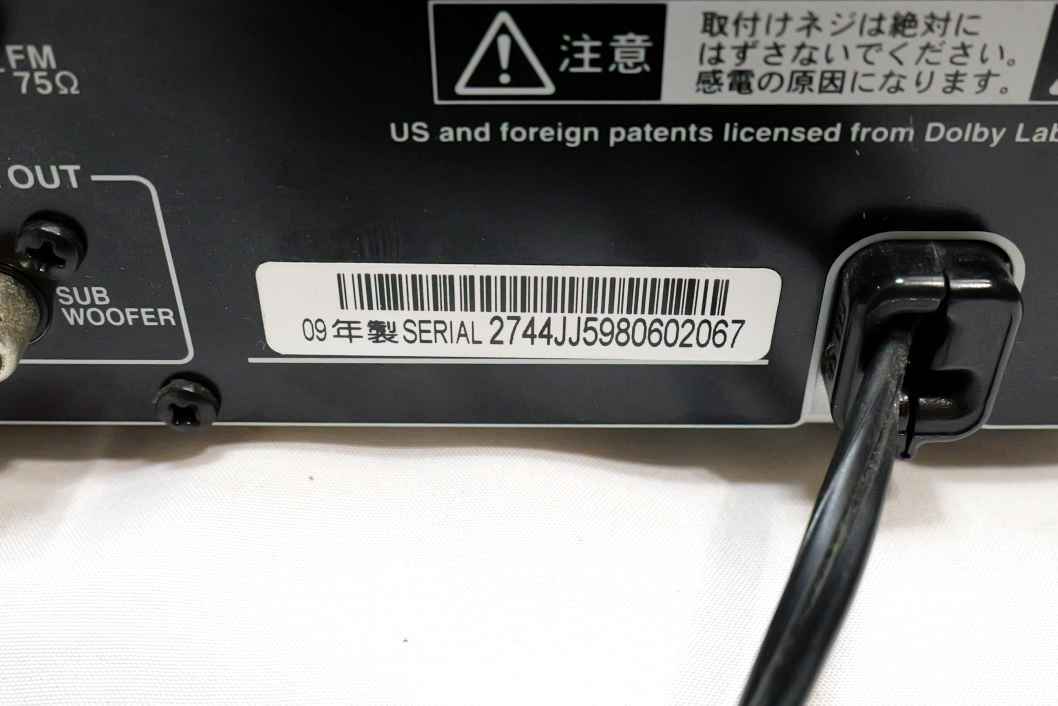 FM
75Ω
注意
取付けネジは絶対に
はずさないでください。
感電の原因になります。
US and foreign patents licensed from Dolby Lab
OUT
SUB
WOOFER
09年製 SERIAL 2744JJ5980602067